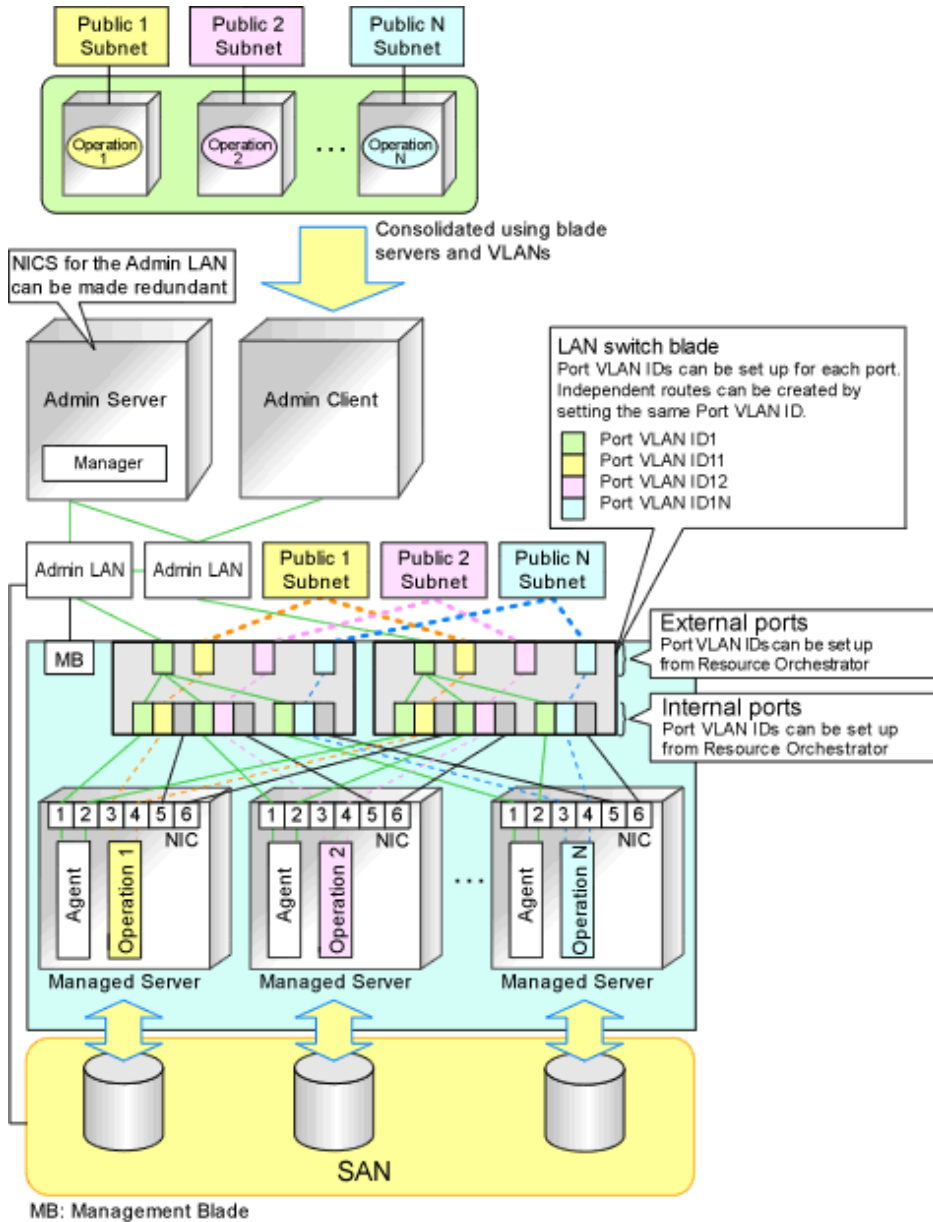 Public 1
Subnet
Public 2
Subnet
Public N
Subnet
Operation
1
Operation
2
...
Operation
N
Consolidated using blade
servers and VLANs
NICS for the Admin LAN
can be made redundant
Admin Server
Manager
Admin Client
LAN switch blade
Port VLAN IDs can be set up for each port.
Independent routes can be created by
setting the same Port VLAN ID.
Port VLAN ID1
Port VLAN ID11
Port VLAN ID12
Port VLAN ID1N
Admin LAN
Admin LAN
Public 1
Subnet
Public 2
Subnet
Public N
Subnet
MB
External ports
Port VLAN IDs can be set up
from Resource Orchestrator
Internal ports
Port VLAN IDs can be set up
from Resource Orchestrator
1 2 3 4 5 6
NIC
Agent
Operation 1
Managed Server
1 2 3 4 5 6
NIC
Agent
Operation 2
Managed Server
...
1 2 3 4 5 6
NIC
Agent
Operation N
Managed Server
SAN
MB: Management Blade